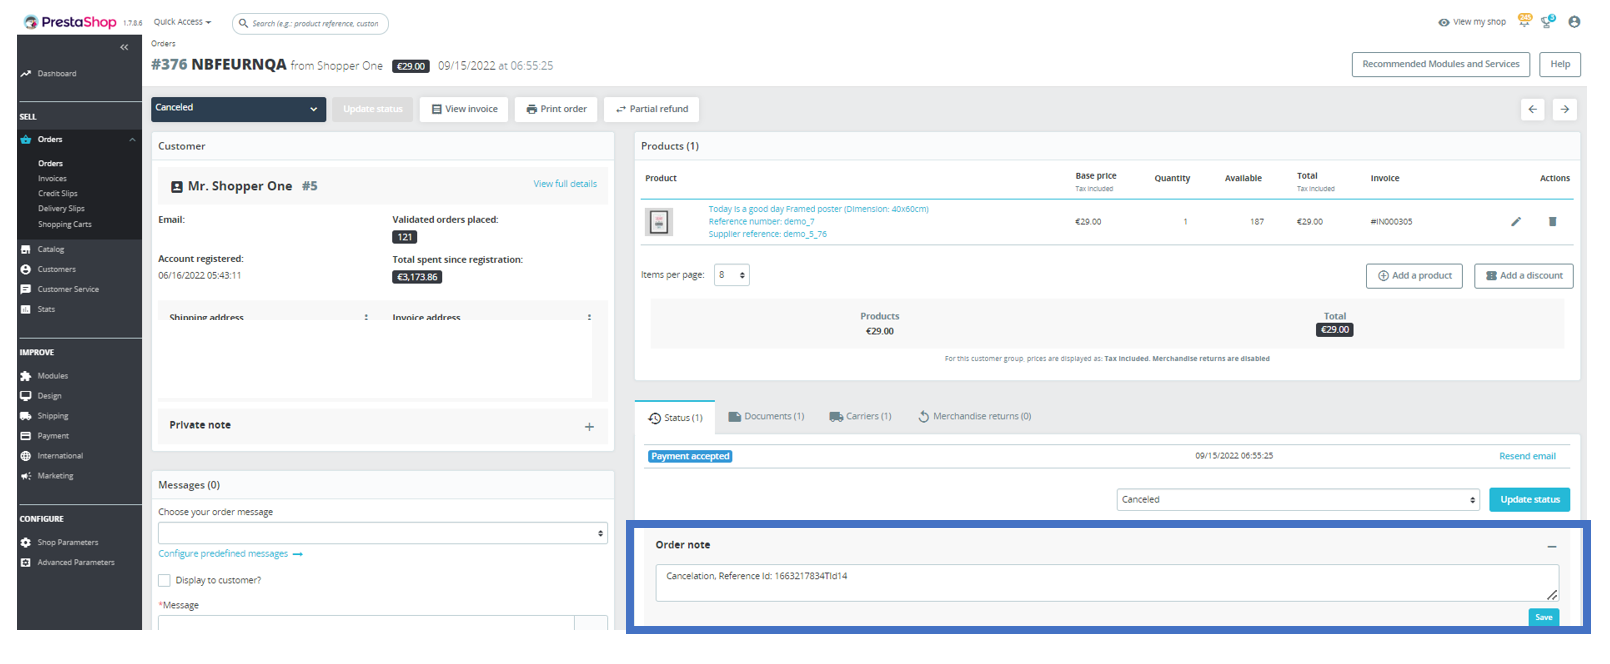 PrestaShop 1.7.8.6
Quick Access
Search (e.g.: product reference, custon
View my shop
245
3
Orders
#376 NBFEURNQA from Shopper One €29.00 09/15/2022 at 06:55:25
Recommended Modules and Services
Help
Dashboard
SELL
Orders
Orders
Invoices
Credit Slips
Delivery Slips
Shopping Carts
Catalog
Customers
Customer Service
Stats
IMPROVE
Modules
Design
Shipping
Payment
International
Marketing
CONFIGURE
Shop Parameters
Advanced Parameters
Canceled
Update status
View invoice
Print order
Partial refund
Customer
Mr. Shopper One #5
View full details
Email:
Validated orders placed:
121
Account registered:
06/16/2022 05:43:11
Total spent since registration:
€3,173.86
Shipping address
Invoice address
Private note
Messages (0)
Choose your order message
Configure predefined messages
Display to customer?
*Message
Products (1)
Product
Base price
Tax included
Quantity
Available
Total
Tax included
Invoice
Actions
Today is a good day Framed poster (Dimension: 40x60cm)
Reference number: demo_7
Supplier reference: demo_5_76
€29.00
1
187
€29.00
#IN000305
Items per page: 8
Add a product
Add a discount
Products
€29.00
Total
€29.00
For this customer group, prices are displayed as: Tax included. Merchandise returns are disabled
Status (1)
Documents (1)
Carriers (1)
Merchandise returns (0)
Payment accepted
09/15/2022 06:55:25
Resend email
Canceled
Update status
Order note
Cancelation, Reference Id: 1663217834TId14
Save